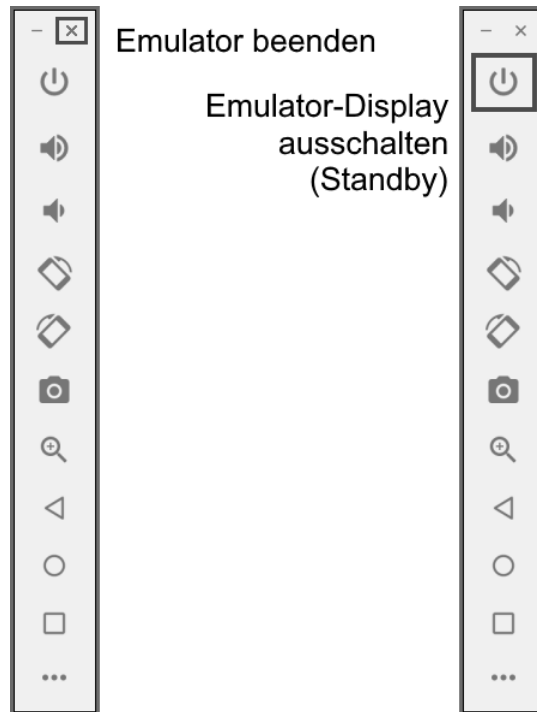 Emulator beenden
Emulator-Display
ausschalten
(Standby)